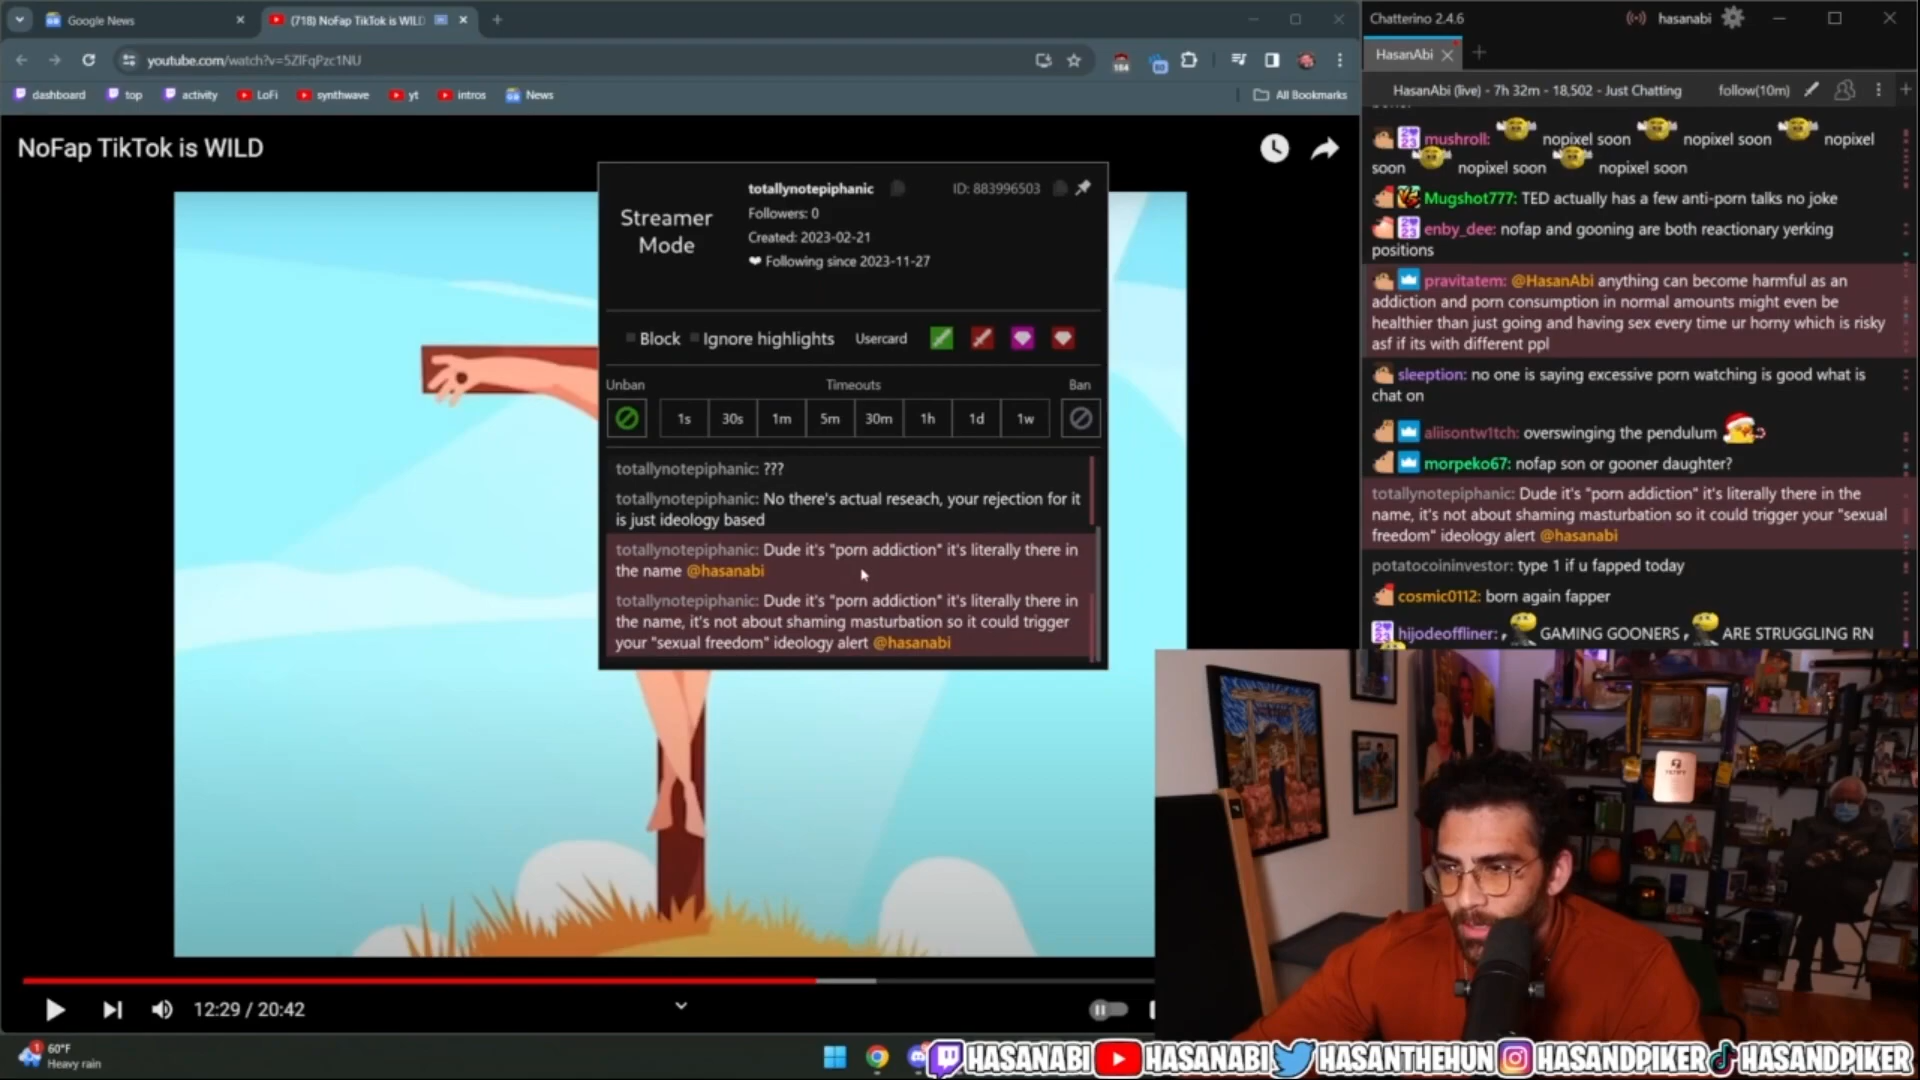 Google News
(718) NoFap TikTok is WILD
youtube.com/watch?v=5ZIFqPzc1NU
184
dashboard top activity LoFi synthwave yt intros News All Bookmarks
NoFap TikTok is WILD
totallynotepiphanic ID: 883996503
Streamer
Mode
Followers: 0
Created: 2023-02-21
❤ Following since 2023-11-27
Block Ignore highlights Usercard
Unban Timeouts Ban
1s 30s 1m 5m 30m 1h 1d 1w
totallynotepiphanic: ???
totallynotepiphanic: No there's actual reseach, your rejection for it
is just ideology based
totallynotepiphanic: Dude it's "porn addiction" it's literally there in
the name @hasanabi
totallynotepiphanic: Dude it's "porn addiction" it's literally there in
the name, it's not about shaming masturbation so it could trigger
your "sexual freedom" ideology alert @hasanabi
12:29 / 20:42
1
60°F
Heavy rain
Chatterino 2.4.6
hasanabi
HasanAbi
HasanAbi (live) - 7h 32m - 18,502 - Just Chatting follow(10m)
mushroll: nopixel soon nopixel soon nopixel
soon nopixel soon nopixel soon
Mugshot777: TED actually has a few anti-porn talks no joke
enby_dee: nofap and gooning are both reactionary yerking
positions
pravitatem: @HasanAbi anything can become harmful as an
addiction and porn consumption in normal amounts might even be
healthier than just going and having sex every time ur horny which is risky
asf if its with different ppl
sleeption: no one is saying excessive porn watching is good what is
chat on
aliisontw1tch: overswinging the pendulum
morpeko67: nofap son or gooner daughter?
totallynotepiphanic: Dude it's "porn addiction" it's literally there in the
name, it's not about shaming masturbation so it could trigger your "sexual
freedom" ideology alert @hasanabi
potatocoininvestor: type 1 if u fapped today
cosmic0112: born again fapper
hijodeoffliner: , GAMING GOONERS , ARE STRUGGLING RN
HASANABI HASANABI HASANTHEHUN HASANDPIKER HASANDPIKER